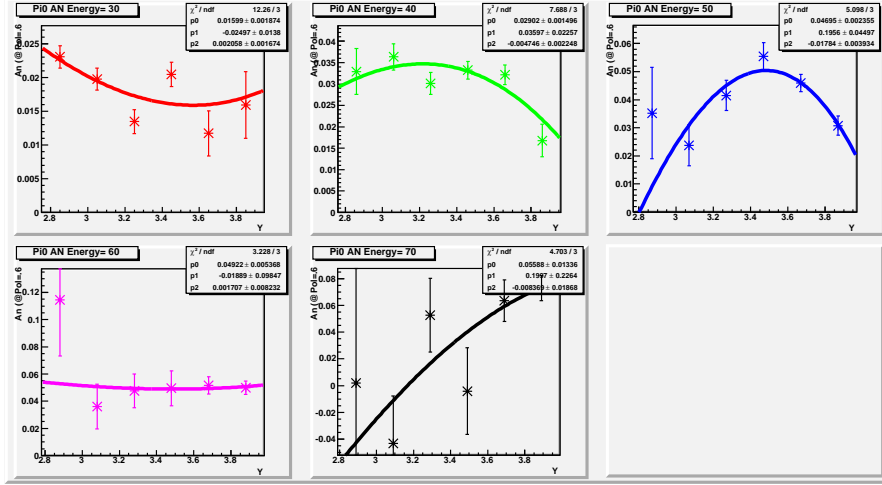 Pi0 AN Energy= 30
χ² / ndf 12.26 / 3
p0 0.01599 ± 0.001874
p1 -0.02497 ± 0.0138
p2 0.002058 ± 0.001674
An (@Pol=.6
0.025
0.02
0.015
0.01
0.005
0
2.8 3 3.2 3.4 3.6 3.8
Y
Pi0 AN Energy= 40
χ² / ndf 7.688 / 3
p0 0.02902 ± 0.001496
p1 0.03597 ± 0.02257
p2 -0.004746 ± 0.002248
An (@Pol=.6
0.04
0.035
0.03
0.025
0.02
0.015
0.01
0.005
0
2.8 3 3.2 3.4 3.6 3.8
Y
Pi0 AN Energy= 50
χ² / ndf 5.098 / 3
p0 0.04695 ± 0.002355
p1 0.1956 ± 0.04497
p2 -0.01784 ± 0.003934
An (@Pol=.6
0.06
0.05
0.04
0.03
0.02
0.01
0
2.8 3 3.2 3.4 3.6 3.8
Y
Pi0 AN Energy= 60
χ² / ndf 3.228 / 3
p0 0.04922 ± 0.005368
p1 -0.01889 ± 0.09847
p2 0.001707 ± 0.008232
An (@Pol=.6
0.12
0.1
0.08
0.06
0.04
0.02
0
2.8 3 3.2 3.4 3.6 3.8
Y
Pi0 AN Energy= 70
χ² / ndf 4.703 / 3
p0 0.05588 ± 0.01336
p1 ± 0.2264
p2 ± 0.01868
An (@Pol=.6
0.08
0.06
0.04
0.02
-0
-0.02
-0.04
2.8 3 3.2 3.4 3.6 3.8 4
Y